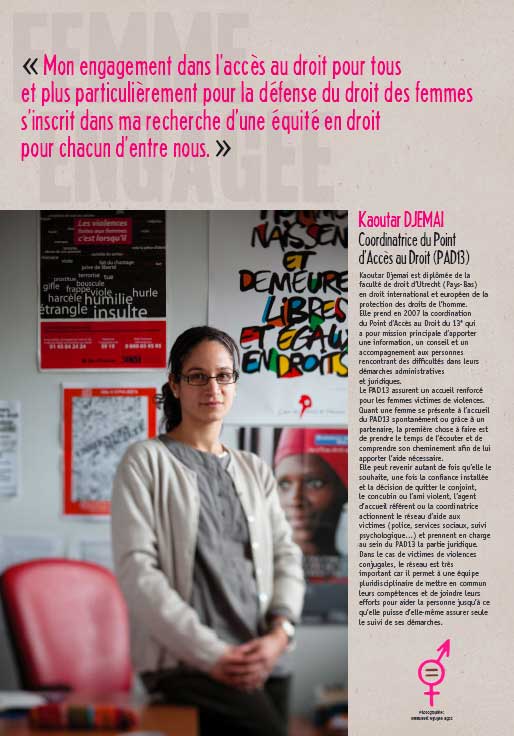 FEMME
ENGAGÉE
« Mon engagement dans l'accès au droit pour tous
et plus particulièrement pour la défense du droit des femmes
s'inscrit dans ma recherche d'une équité en droit
pour chacun d'entre nous. »
Kaoutar DJEMAI
Coordinatrice du Point
d'Accès au Droit (PAD13)
Kaoutar Djemai est diplômée de la
faculté de droit d'Utrecht (Pays-Bas)
en droit international et européen de la
protection des droits de l'homme.
Elle prend en 2007 la coordination
du Point d'Accès au Droit du 13e qui
a pour mission principale d'apporter
une information, un conseil et un
accompagnement aux personnes
rencontrant des difficultés dans leurs
démarches administratives
et juridiques.
Le PAD13 assurent un accueil renforcé
pour les femmes victimes de violences.
Quant une femme se présente à l'accueil
du PAD13 spontanément ou grâce à un
partenaire, la première chose à faire est
de prendre le temps de l'écouter et de
comprendre son cheminement afin de lui
apporter l'aide nécessaire.
Elle peut revenir autant de fois qu'elle le
souhaite, une fois la confiance installée
et la décision de quitter le conjoint,
le concubin ou l'ami violent, l'agent
d'accueil référent ou la coordinatrice
actionnent le réseau d'aide aux
victimes (police, services sociaux, suivi
psychologique...) et prennent en charge
au sein du PAD13 la partie juridique.
Dans le cas de victimes de violences
conjugales, le réseau est très
important car il permet à une équipe
pluridisciplinaire de mettre en commun
leurs compétences et de joindre leurs
efforts pour aider la personne jusqu'à ce
qu'elle puisse d'elle-même assurer seule
le suivi de ses démarches.
Les violences
faites aux femmes
c'est lorsqu'il
prive de liberté
prostitue
terrorise
tue
gifle
bouscule
frappe
menace
harcèle
humilie
hurle
étrangle
insulte
NAISSENT
ET
DEMEURENT
LIBRES
ET ÉGAUX
EN DROITS